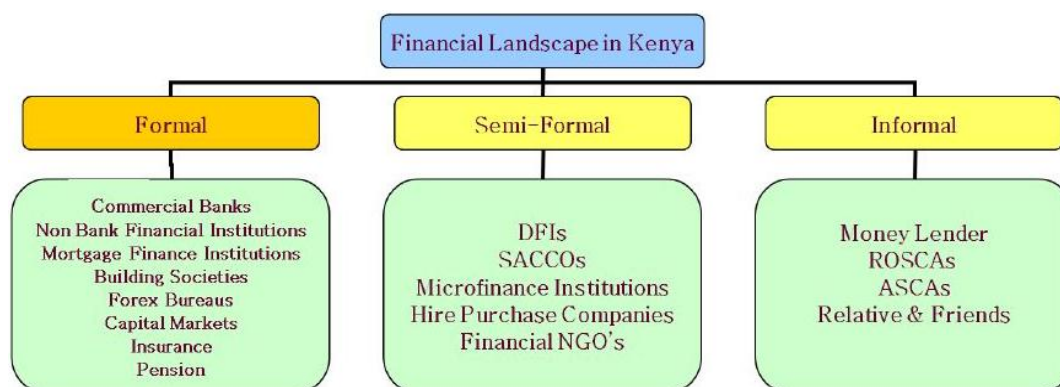 Financial Landscape in Kenya
Formal
Semi-Formal
Informal
Commercial Banks
Non Bank Financial Institutions
Mortgage Finance Institutions
Building Societies
Forex Bureaus
Capital Markets
Insurance
Pension
DFIs
SACCOs
Microfinance Institutions
Hire Purchase Companies
Financial NGO's
Money Lender
ROSCAs
ASCAs
Relative & Friends